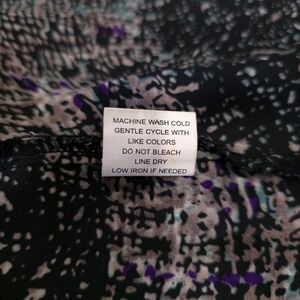 MACHINE WASH COLD
GENTLE CYCLE WITH
LIKE COLORS
DO NOT BLEACH
LINE DRY
LOW IRON IF NEEDED